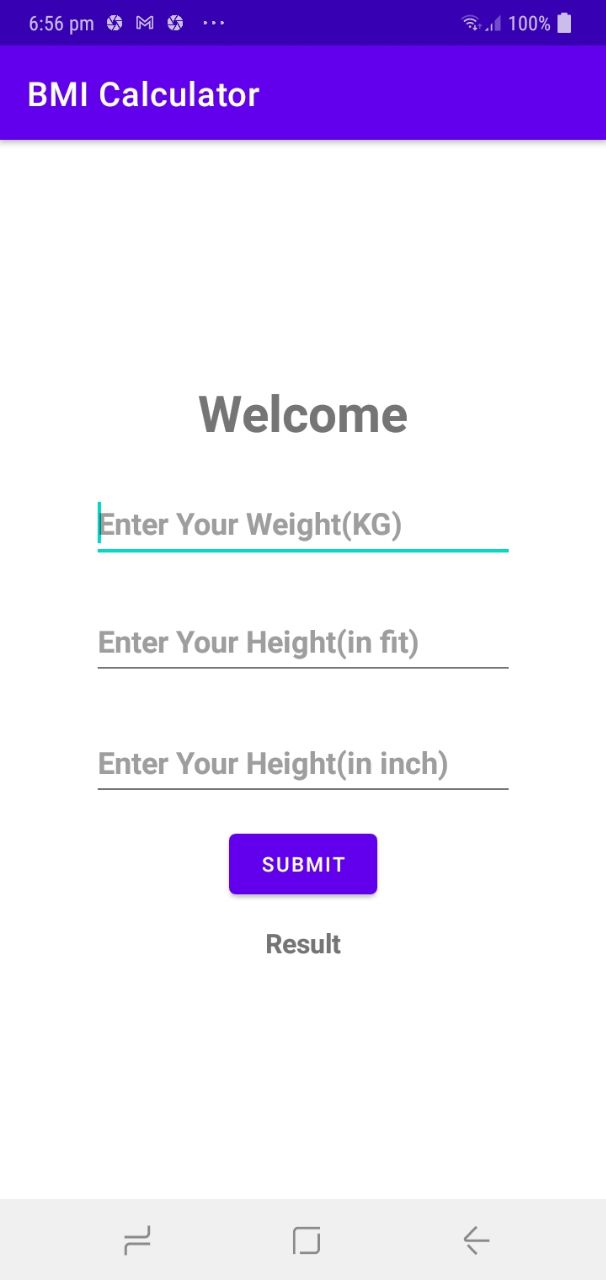 6:56 pm 100%
BMI Calculator
Welcome
Enter Your Weight(KG)
Enter Your Height(in fit)
Enter Your Height(in inch)
SUBMIT
Result